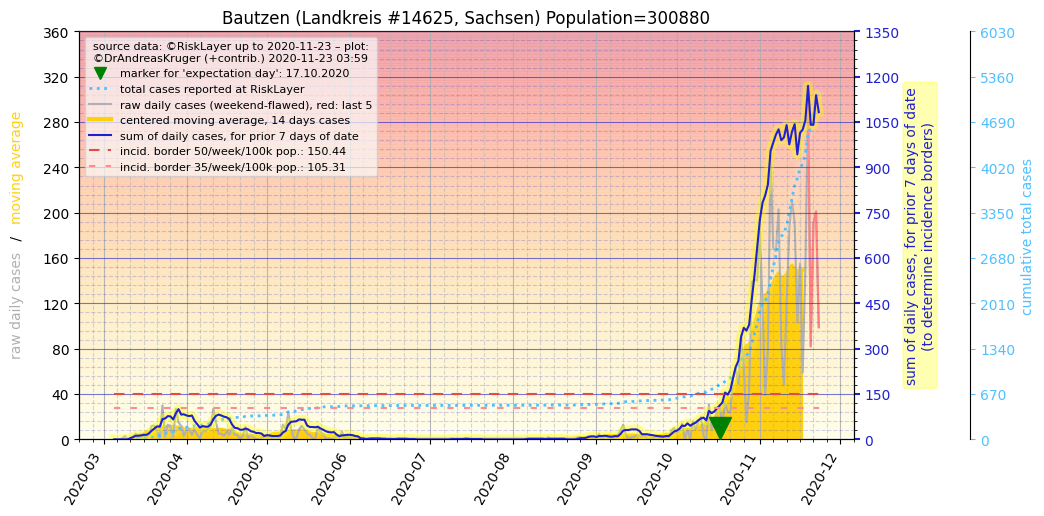 Bautzen (Landkreis #14625, Sachsen) Population=300880
source data: ©RiskLayer up to 2020-11-23 – plot:
©DrAndreasKruger (+contrib.) 2020-11-23 03:59
marker for 'expectation day': 17.10.2020
total cases reported at RiskLayer
raw daily cases (weekend-flawed), red: last 5
centered moving average, 14 days cases
sum of daily cases, for prior 7 days of date
incid. border 50/week/100k pop.: 150.44
incid. border 35/week/100k pop.: 105.31
raw daily cases / moving average
360
320
280
240
200
160
120
80
40
0
2020-03
2020-04
2020-05
2020-06
2020-07
2020-08
2020-09
2020-10
2020-11
2020-12
1350
1200
1050
900
750
600
450
300
150
0
sum of daily cases, for prior 7 days of date
(to determine incidence borders)
6030
5360
4690
4020
3350
2680
2010
1340
670
0
cumulative total cases